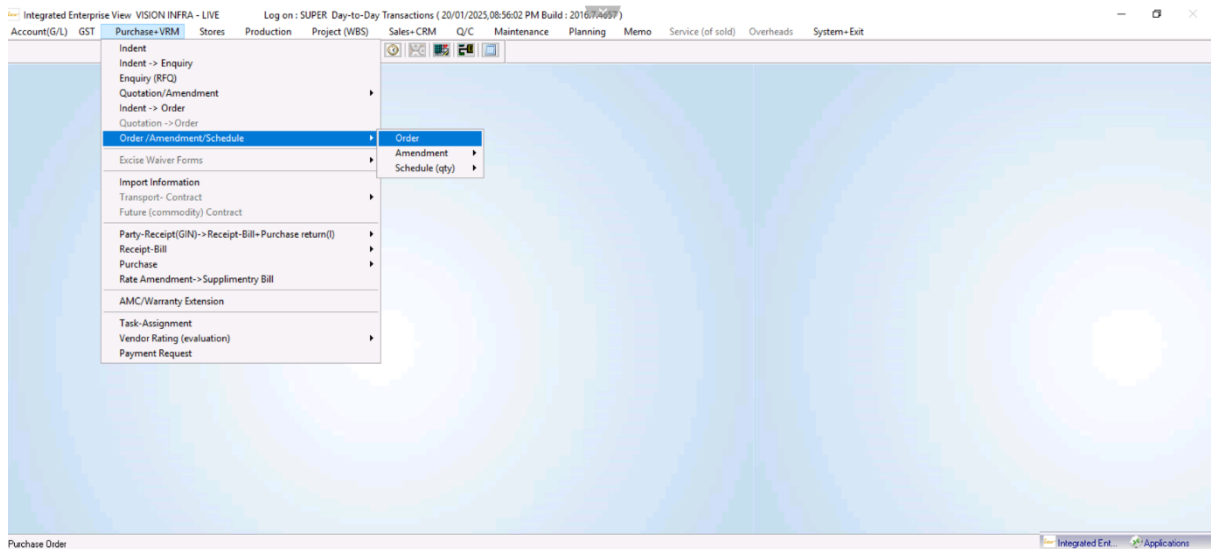 Integrated Enterprise View VISION INFRA - LIVE Log on : SUPER Day-to-Day Transactions ( 20/01/2025,08:56:02 PM Build : 2016.7.4657 )
Account(G/L) GST Purchase+VRM Stores Production Project (WBS) Sales+CRM Q/C Maintenance Planning Memo Service (of sold) Overheads System+Exit
Indent
Indent -> Enquiry
Enquiry (RFQ)
Quotation/Amendment
Indent -> Order
Quotation ->Order
Order /Amendment/Schedule
Order
Amendment
Schedule (qty)
Excise Waiver Forms
Import Information
Transport- Contract
Future (commodity) Contract
Party-Receipt(GIN)->Receipt-Bill+Purchase return(I)
Receipt-Bill
Purchase
Rate Amendment->Supplimentry Bill
AMC/Warranty Extension
Task-Assignment
Vendor Rating (evaluation)
Payment Request
Purchase Order
Integrated Ent...
Applications